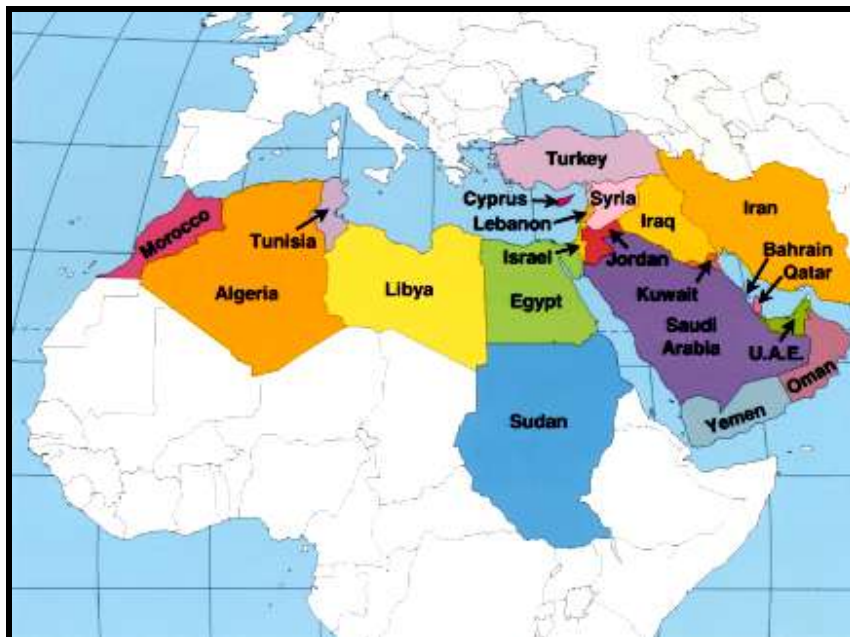 Turkey
Cyprus
Syria
Lebanon
Iraq
Iran
Morocco
Tunisia
Israel
Jordan
Bahrain
Qatar
Algeria
Libya
Egypt
Kuwait
Saudi
Arabia
U.A.E.
Oman
Yemen
Sudan